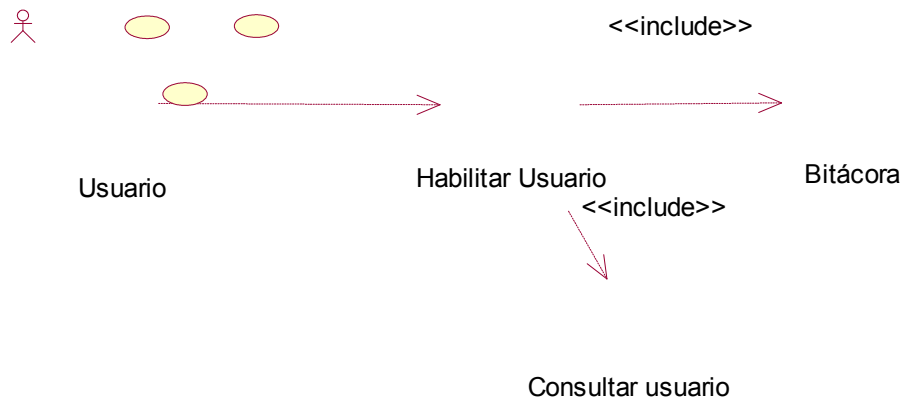 <<include>>
Usuario
Habilitar Usuario
Bitácora
<<include>>
Consultar usuario